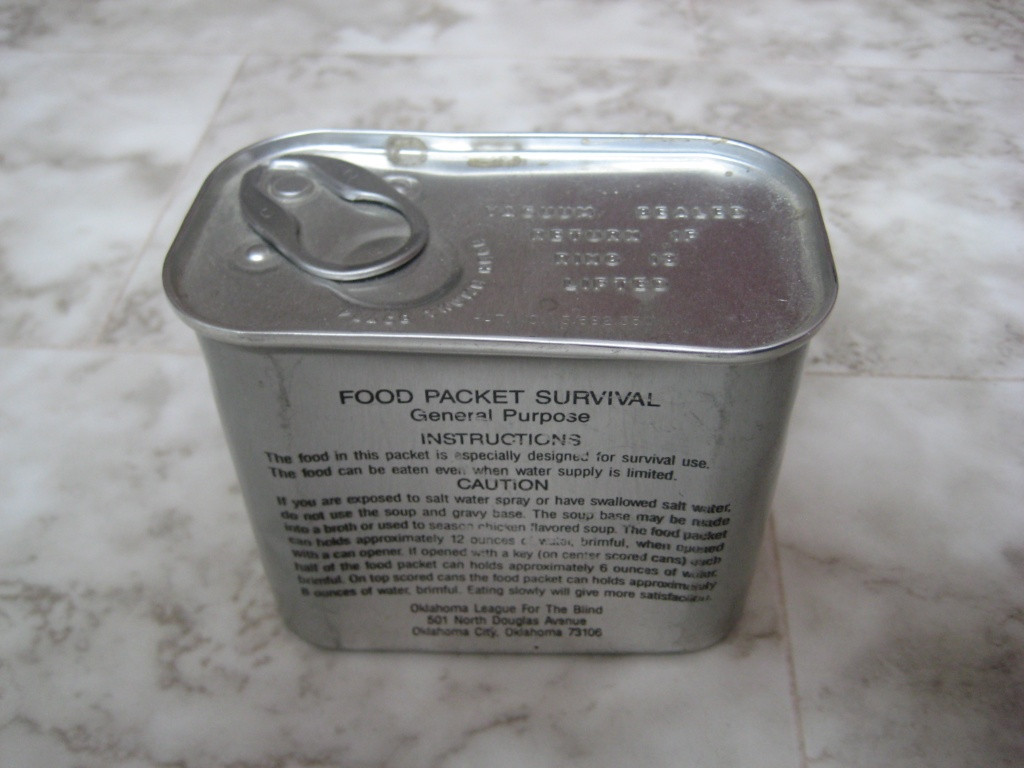 VACUUM SEALED
RETURN IF
RING IS
LIFTED
FOOD PACKET SURVIVAL
General Purpose
INSTRUCTIONS
The food in this packet is especially designed for survival use.
The food can be eaten even when water supply is limited.
CAUTION
If you are exposed to salt water spray or have swallowed salt water,
do not use the soup and gravy base. The soup base may be made
into a broth or used to season chicken flavored soup. The food packet
can holds approximately 12 ounces of water, brimful, when opened
with a can opener. If opened with a key (on center scored cans) each
half of the food packet can holds approximately 6 ounces of water,
brimful. On top scored cans the food packet can holds approximately
8 ounces of water, brimful. Eating slowly will give more satisfaction.
Oklahoma League For The Blind
501 North Douglas Avenue
Oklahoma City, Oklahoma 73106